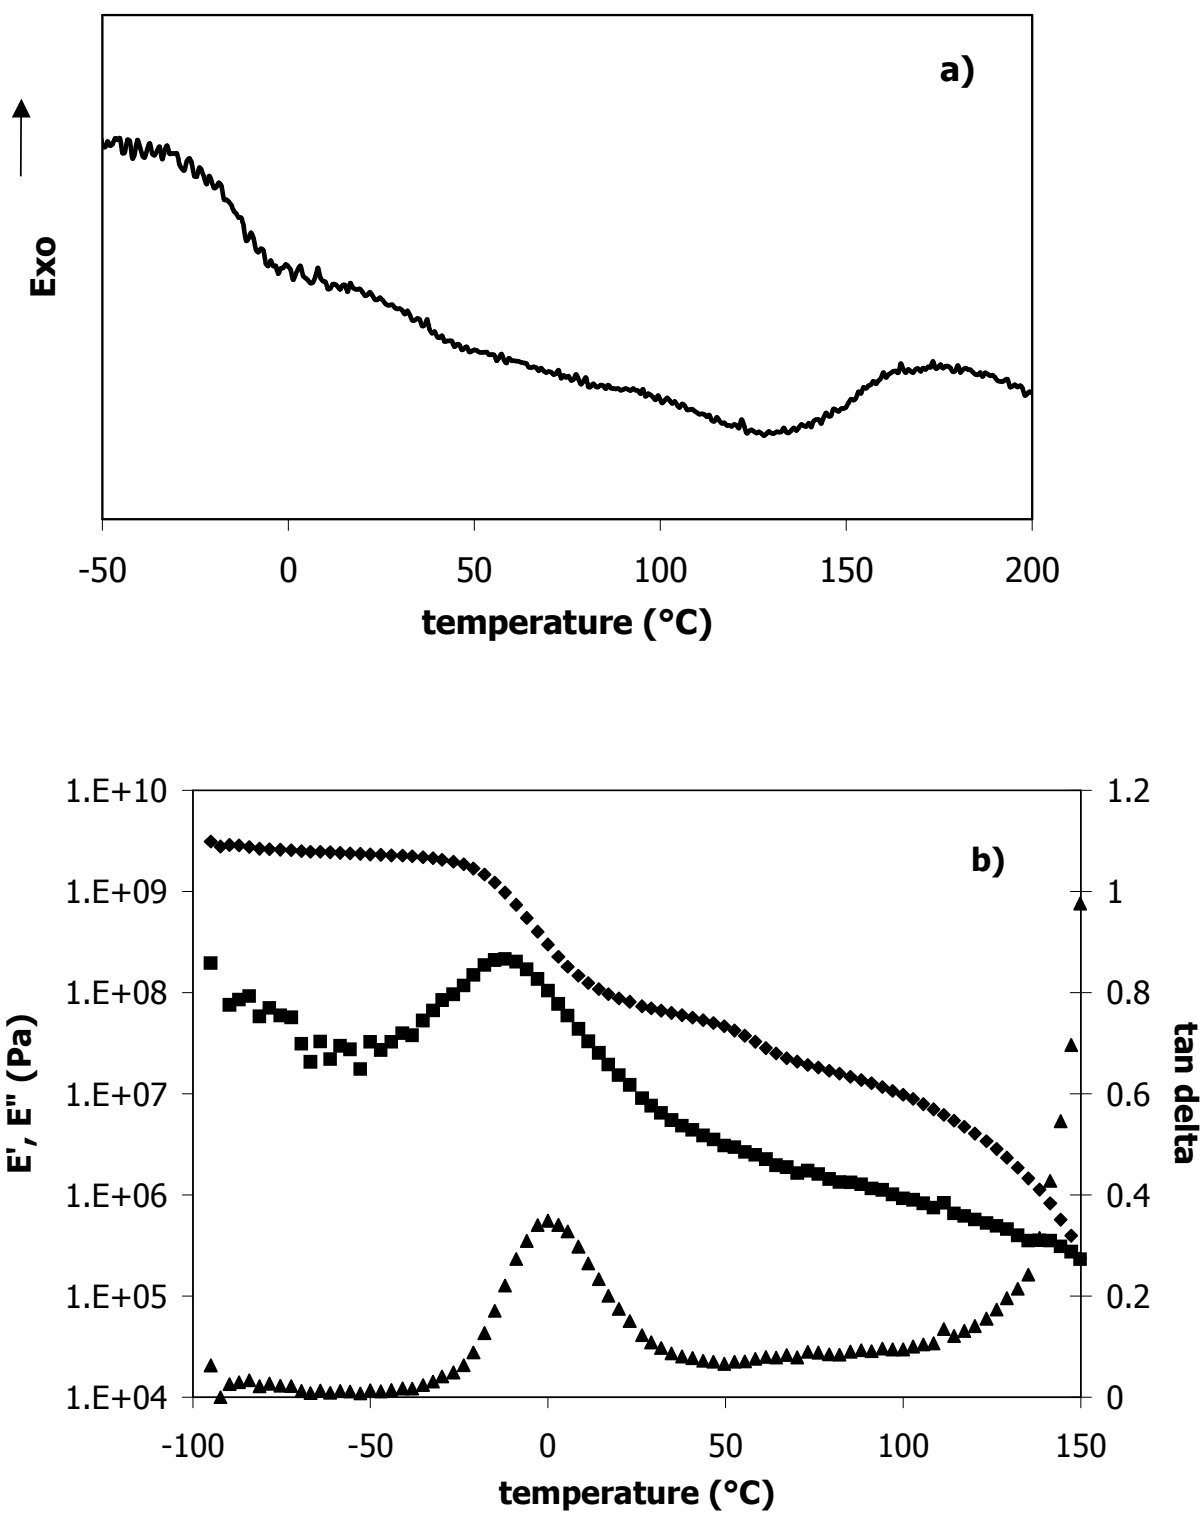 a)
Exo
-50 0 50 100 150 200
temperature (°C)
1.E+10 1.2
b)
1.E+09 1
1.E+08 0.8
E', E" (Pa)
tan delta
1.E+07 0.6
1.E+06 0.4
1.E+05 0.2
1.E+04 0
-100 -50 0 50 100 150
temperature (°C)